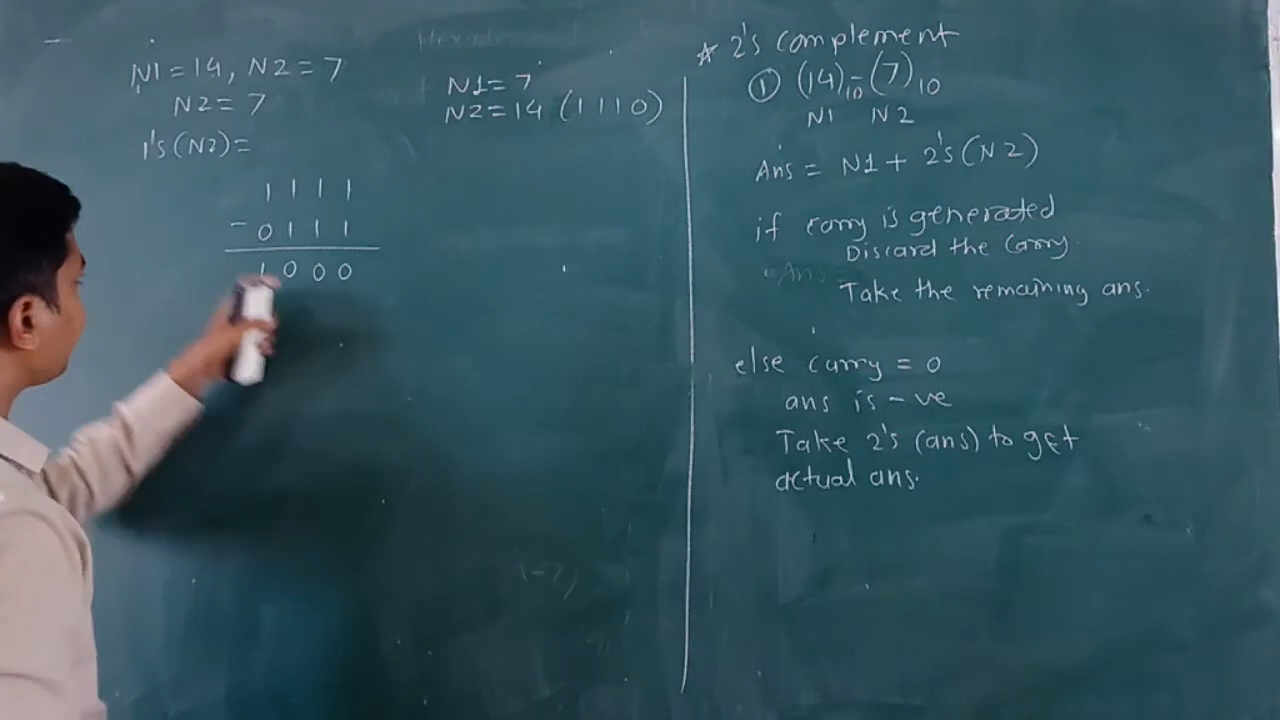 N1 = 14, N2 = 7
N2 = 7
1's (N2) =
1 1 1 1
- 0 1 1 1
1 0 0 0
N1 = 7
N2 = 14 (1 1 1 0)
* 2's complement
① (14)10 - (7)10
N1 N2
Ans = N1 + 2's (N2)
if carry is generated
Discard the carry.
Ans =
Take the remaining ans.
else carry = 0
ans is -ve
Take 2's (ans) to get
actual ans.
(-7)